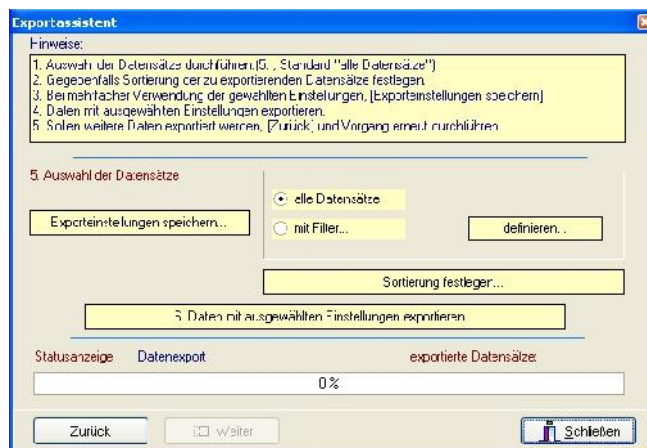 Exportassistent
Hinweise:
1. Auswahl der Datensätze durchführen.(5. , Standard "alle Datensätze")
2. Gegebenfalls Sortierung der zu exportierenden Datensätze festlegen.
3. Bei mehrfacher Verwendung der gewählten Einstellungen, [Exporteinstellungen speichern]
4. Daten mit ausgewählten Einstellungen exportieren.
5. Sollen weitere Daten exportiert werden, [Zurück] und Vorgang erneut durchführen
5. Auswahl der Datensätze
alle Datensätze
Exporteinstellungen speichern...
mit Filter...
definieren...
Sortierung festlegen...
6. Daten mit ausgewählten Einstellungen exportieren
Statusanzeige Datenexport exportierte Datensätze:
0 %
Zurück Weiter Schließen